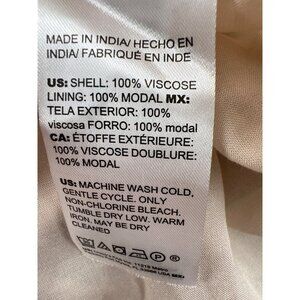 MADE IN INDIA/ HECHO EN
INDIA/ FABRIQUÉ EN INDE
US: SHELL: 100% VISCOSE
LINING: 100% MODAL MX:
TELA EXTERIOR: 100%
viscosa FORRO: 100% modal
CA: ÉTOFFE EXTÉRIEURE:
100% VISCOSE DOUBLURE:
100% MODAL
US: MACHINE WASH COLD,
GENTLE CYCLE. ONLY
NON-CHLORINE BLEACH.
TUMBLE DRY LOW. WARM
IRON. MAY BE DRY
CLEANED
P